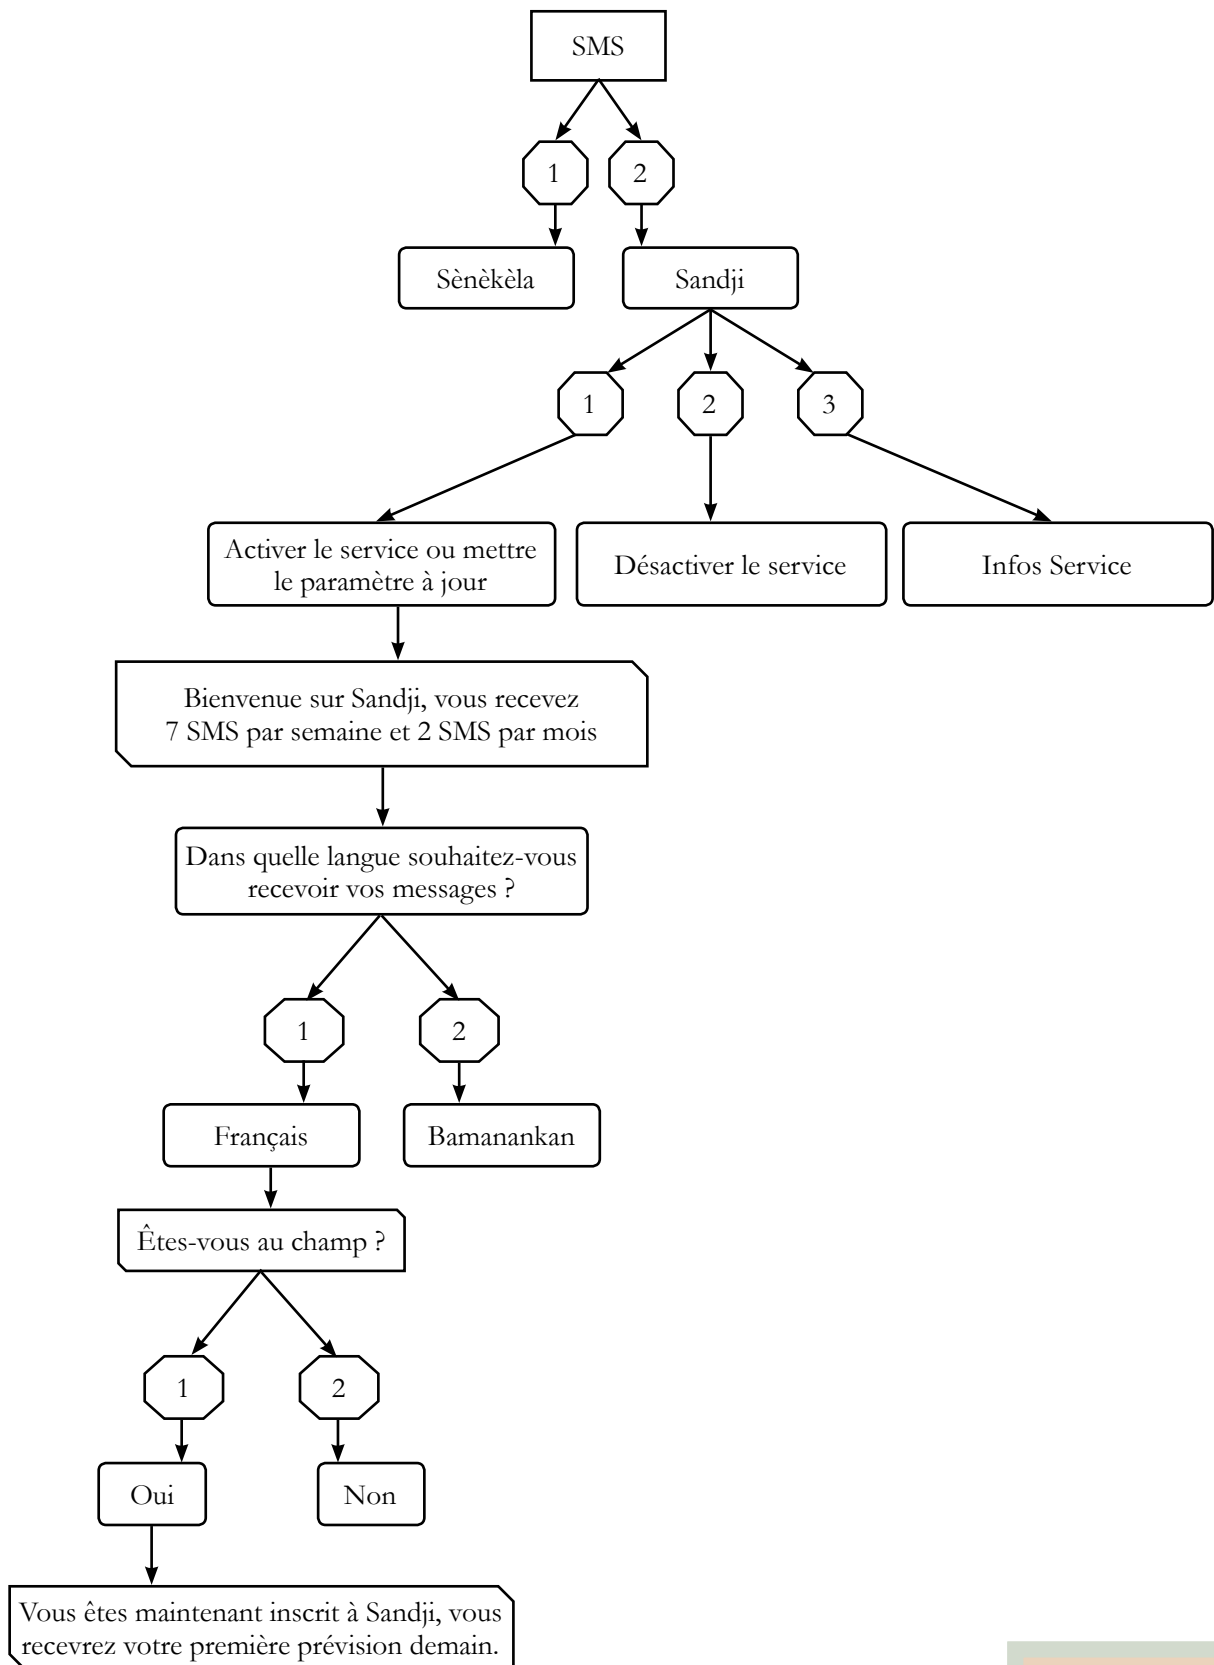 SMS
1
2
Sènèkèla
Sandji
1
2
3
Activer le service ou mettre
le paramètre à jour
Désactiver le service
Infos Service
Bienvenue sur Sandji, vous recevez
7 SMS par semaine et 2 SMS par mois
Dans quelle langue souhaitez-vous
recevoir vos messages ?
1
2
Français
Bamanankan
Êtes-vous au champ ?
1
2
Oui
Non
Vous êtes maintenant inscrit à Sandji, vous
recevrez votre première prévision demain.